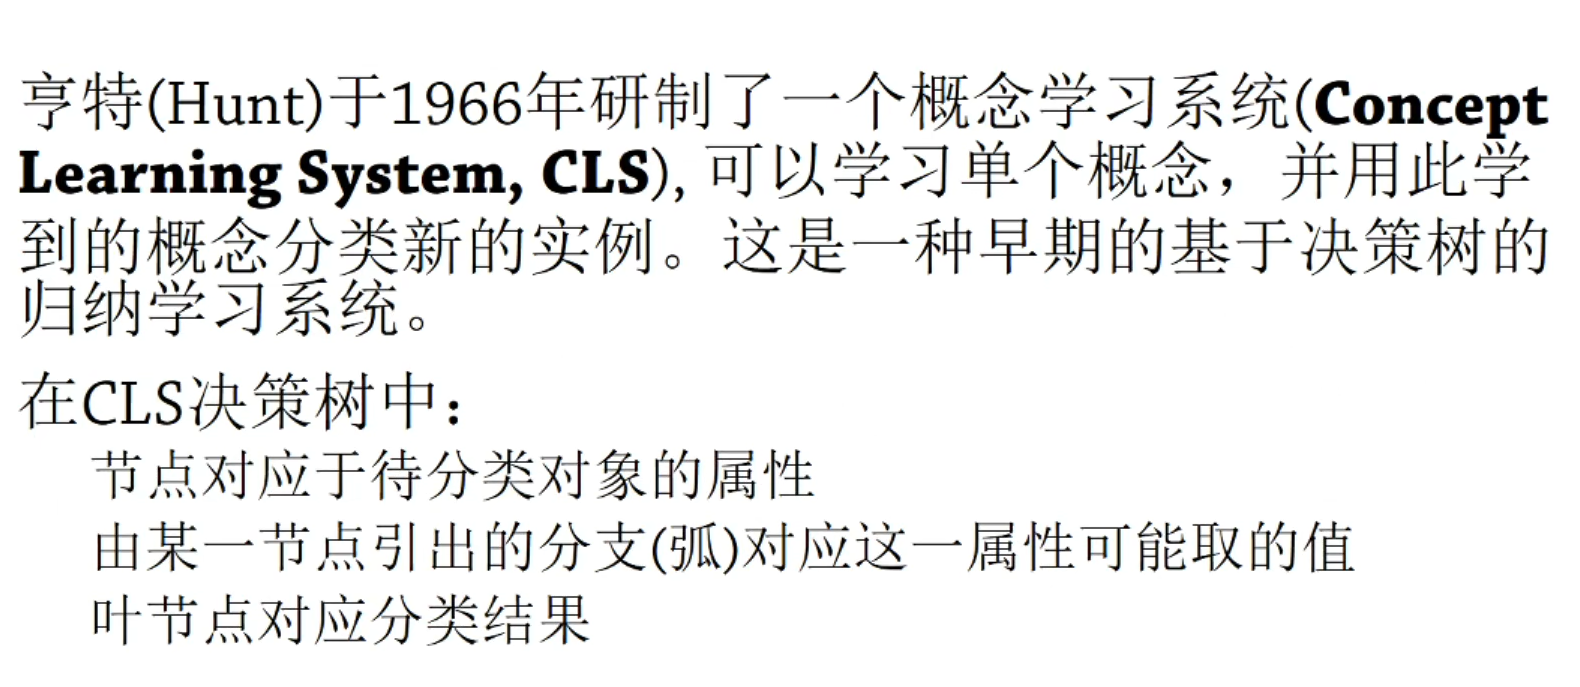 亨特(Hunt)于1966年研制了一个概念学习系统(Concept
Learning System, CLS), 可以学习单个概念，并用此学
到的概念分类新的实例。这是一种早期的基于决策树的
归纳学习系统。
在CLS决策树中：
节点对应于待分类对象的属性
由某一节点引出的分支(弧)对应这一属性可能取的值
叶节点对应分类结果